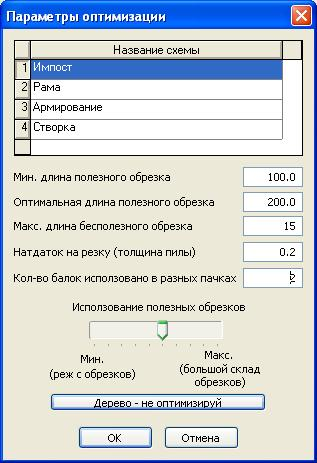 Параметры оптимизации
Название схемы
1 Импост
2 Рама
3 Армирование
4 Створка
Мин. длина полезного обрезка 100.0
Оптимальная длина полезного обрезка 200.0
Макс. длина бесполезного обрезка 15
Натдаток на резку (толщина пилы) 0.2
Кол-во балок исползовано в разных пачках
Исползование полезных обрезков
Мин.
(реж с обрезков)
Макс.
(большой склад
обрезков)
Дерево - не оптимизируй
OK
Отмена